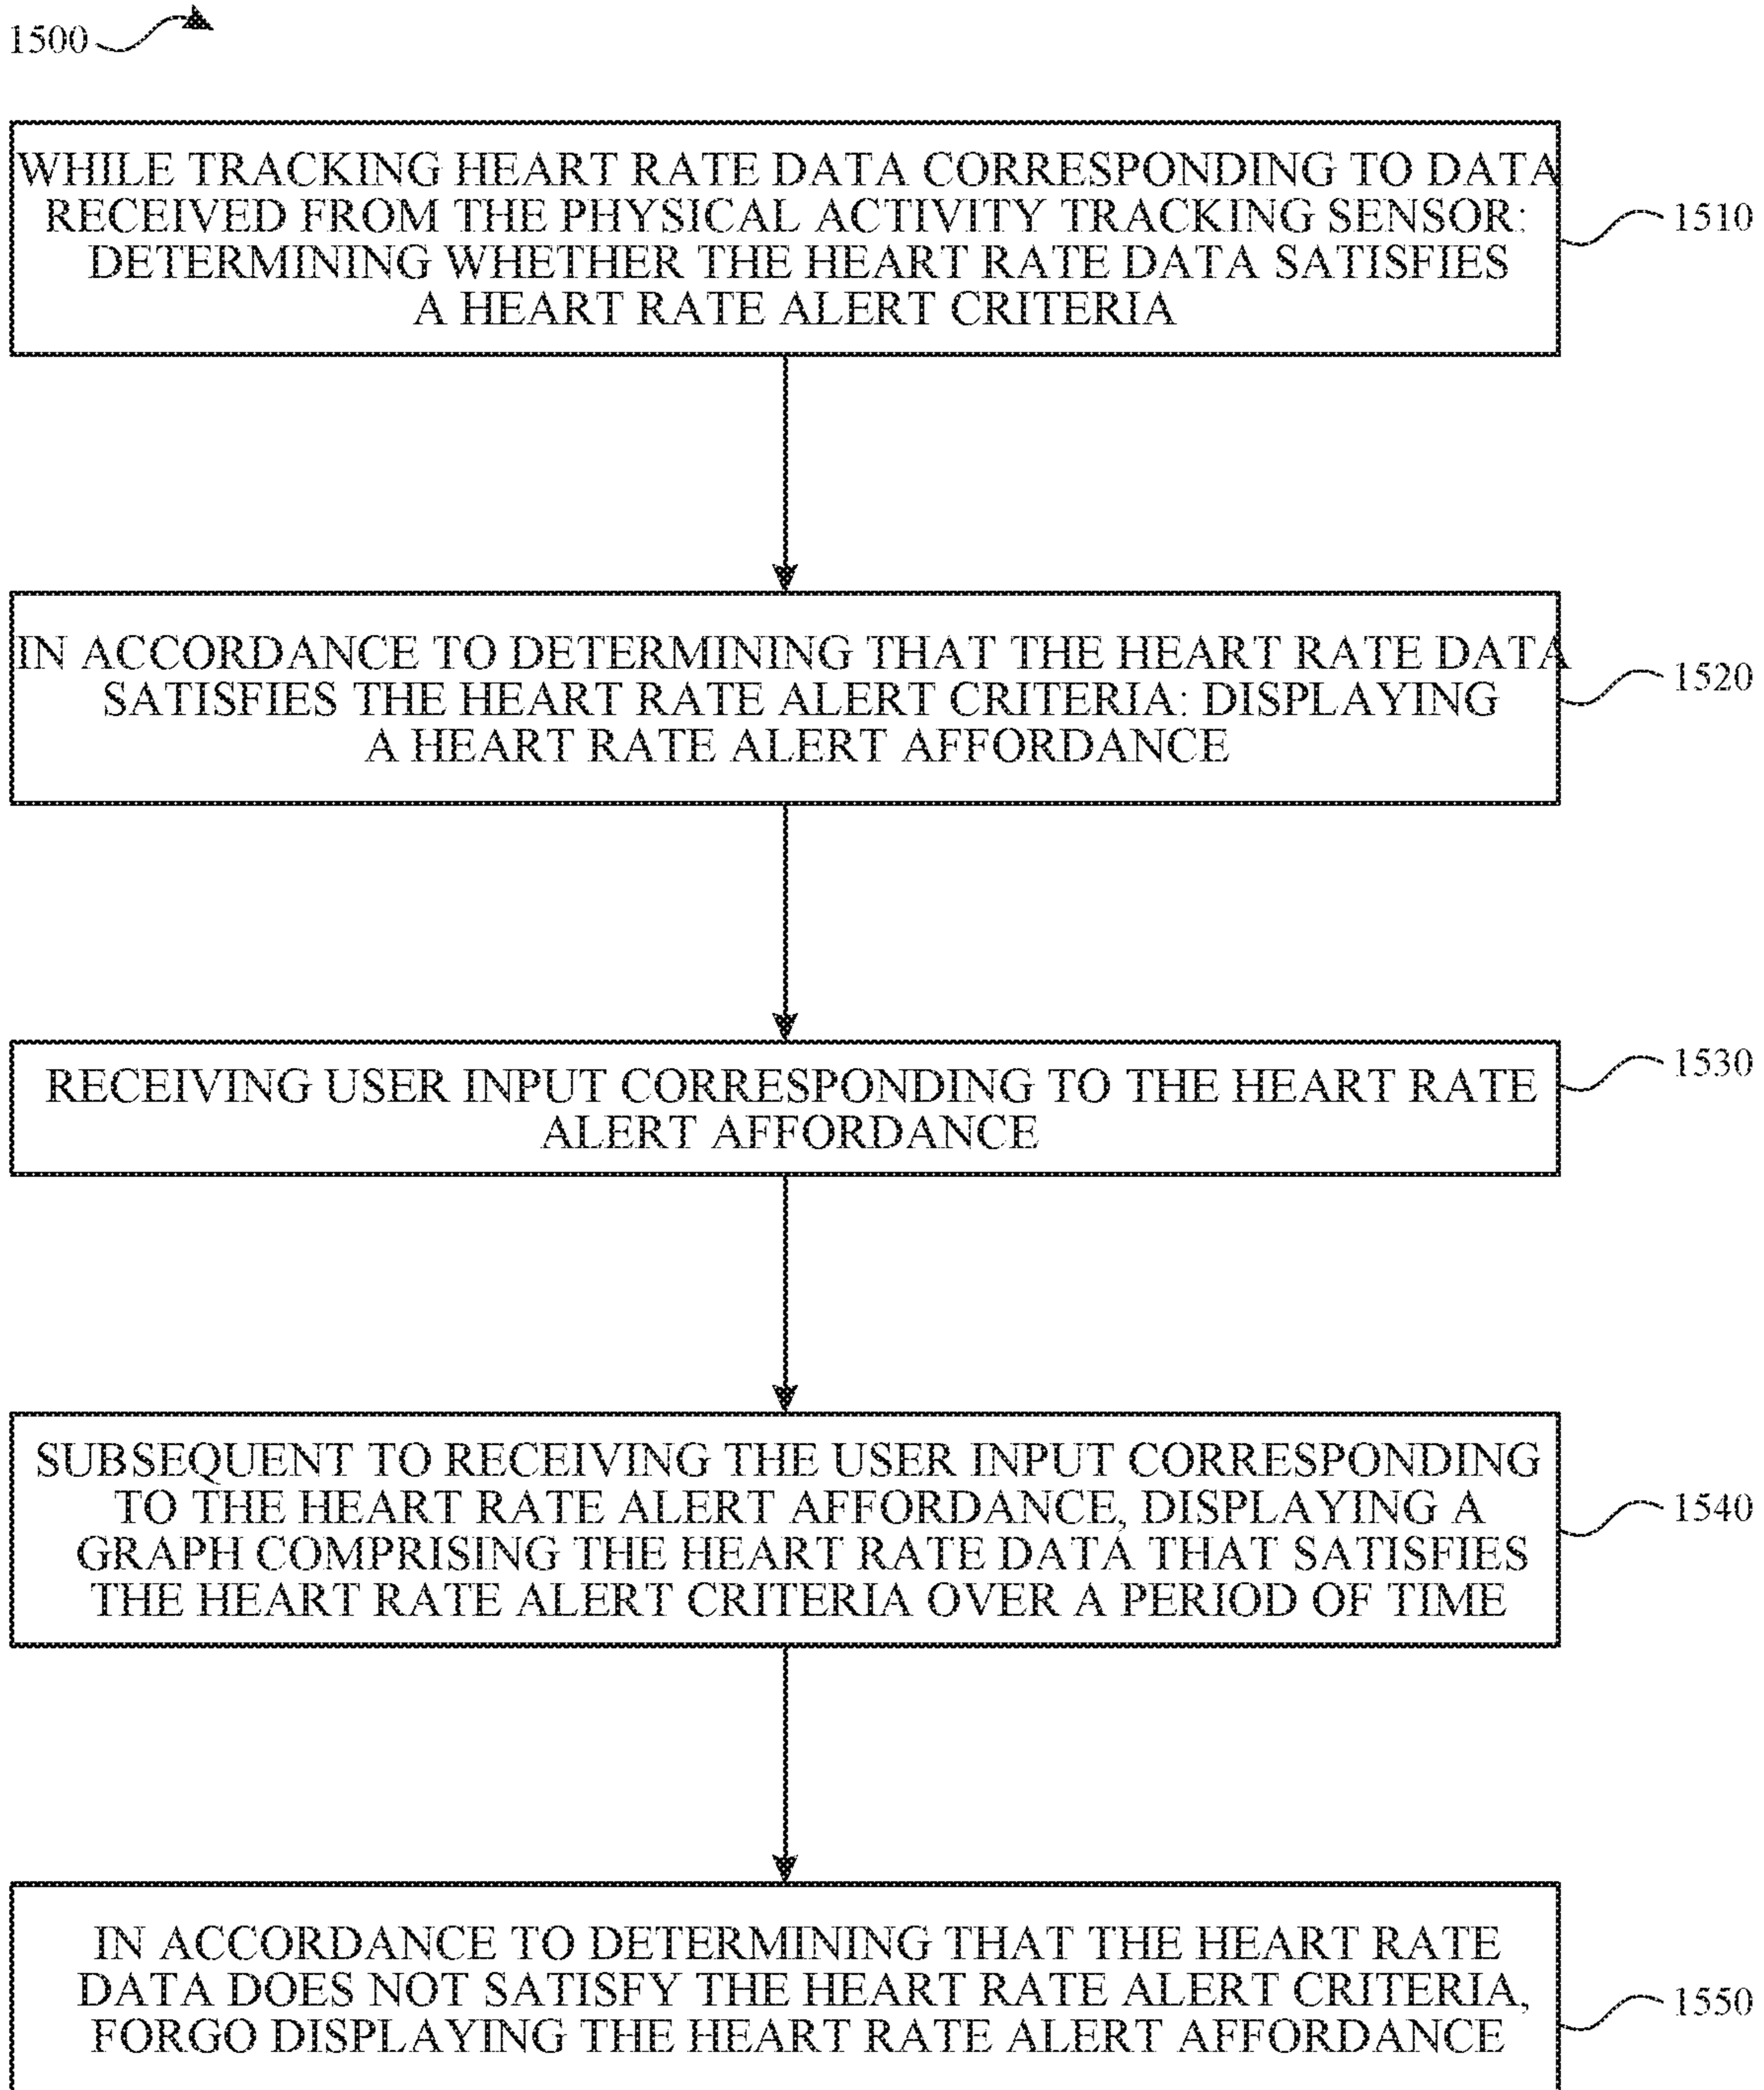 1500
WHILE TRACKING HEART RATE DATA CORRESPONDING TO DATA
RECEIVED FROM THE PHYSICAL ACTIVITY TRACKING SENSOR:
DETERMINING WHETHER THE HEART RATE DATA SATISFIES
A HEART RATE ALERT CRITERIA
1510
IN ACCORDANCE TO DETERMINING THAT THE HEART RATE DATA
SATISFIES THE HEART RATE ALERT CRITERIA: DISPLAYING
A HEART RATE ALERT AFFORDANCE
1520
RECEIVING USER INPUT CORRESPONDING TO THE HEART RATE
ALERT AFFORDANCE
1530
SUBSEQUENT TO RECEIVING THE USER INPUT CORRESPONDING
TO THE HEART RATE ALERT AFFORDANCE, DISPLAYING A
GRAPH COMPRISING THE HEART RATE DATA THAT SATISFIES
THE HEART RATE ALERT CRITERIA OVER A PERIOD OF TIME
1540
IN ACCORDANCE TO DETERMINING THAT THE HEART RATE
DATA DOES NOT SATISFY THE HEART RATE ALERT CRITERIA,
FORGO DISPLAYING THE HEART RATE ALERT AFFORDANCE
1550